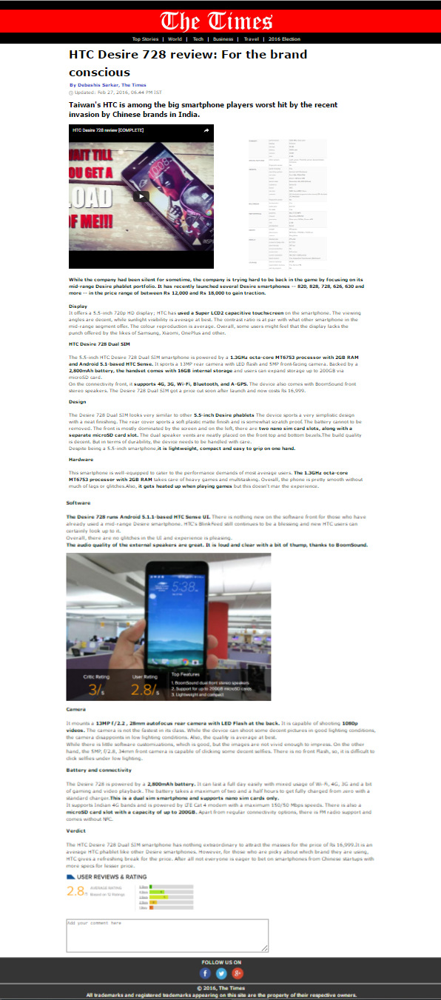 The Times
Top Stories | World | Tech | Business | Travel | 2016 Election
HTC Desire 728 review: For the brand
conscious
By Debashis Sarkar, The Times
Updated: Feb 27, 2016, 06.44 PM IST
Taiwan's HTC is among the big smartphone players worst hit by the recent
invasion by Chinese brands in India.
HTC Desire 728 review [COMPLETE]
WAIT TILL
YOU GET A
LOAD
OF ME!!!
While the company had been silent for sometime, the company is trying hard to be back in the game by focusing on its
mid-range Desire phablet portfolio. It has recently launched several Desire smartphones -- 820, 828, 728, 626, 630 and
more -- in the price range of between Rs 12,000 and Rs 18,000 to gain traction.
Display
It offers a 5.5-inch 720p HD display; HTC has used a Super LCD2 capacitive touchscreen on the smartphone. The viewing
angles are decent, while sunlight visibility is average at best. The contrast ratio is at par with what other smartphone in the
mid-range segment offer. The colour reproduction is average. Overall, some users might feel that the display lacks the
punch offered by the likes of Samsung, Xiaomi, OnePlus and other.
HTC Desire 728 Dual SIM
The 5.5-inch HTC Desire 728 Dual SIM smartphone is powered by a 1.3GHz octa-core MT6753 processor with 2GB RAM
and Android 5.1-based HTC Sense. It sports a 13MP rear camera with LED flash and 5MP front-facing camera. Backed by a
2,800mAh battery, the handset comes with 16GB internal storage and users can expand storage up to 200GB via
microSD card.
On the connectivity front, it supports 4G, 3G, Wi-Fi, Bluetooth, and A-GPS. The device also comes with BoomSound front
stereo speakers. The Desire 728 Dual SIM got a price cut soon after launch and now costs Rs 16,999.
Design
The Desire 728 Dual SIM looks very similar to other 5.5-inch Desire phablets The device sports a very simplistic design
with a neat finishing. The rear cover sports a soft plastic matte finish and is somewhat scratch proof. The battery cannot to be
removed. The front is mostly dominated by the screen and on the left, there are two nano sim card slots, along with a
separate microSD card slot. The dual speaker vents are neatly placed on the front top and bottom bezels.The build quality
is decent. But in terms of durability, the device needs to be handled with care.
Despite being a 5.5-inch smartphone,it is lightweight, compact and easy to grip on one hand.
Hardware
This smartphone is well-equipped to cater to the performance demands of most average users. The 1.3GHz octa-core
MT6753 processor with 2GB RAM takes care of heavy games and multitasking. Overall, the phone is pretty smooth without
much of lags or glitches.Also, it gets heated up when playing games but this doesn't mar the experience.
Software
The Desire 728 runs Android 5.1.1-based HTC Sense UI. There is nothing new on the software front for those who have
already used a mid-range Desire smartphone. HTC's BlinkFeed still continues to be a blessing and new HTC users can
certainly look up to it.
Overall, there are no glitches in the UI and experience is pleasing.
The audio quality of the external speakers are great. It is loud and clear with a bit of thump, thanks to BoomSound.
5:38
Critic Rating
3/5
User Rating
2.8/5
Top Features
1. BoomSound dual front stereo speakers
2. Support for up to 200GB microSD cards
3. Lightweight and compact
Camera
It mounts a 13MP f/2.2 , 28mm autofocus rear camera with LED Flash at the back. It is capable of shooting 1080p
videos. The camera is not the fastest in its class. While the device can shoot some decent pictures in good lighting conditions,
the camera disappoints in low lighting conditions. Also, the quality is average at best.
While there is little software customizations, which is good, but the images are not vivid enough to impress. On the other
hand, the 5MP, f/2.8, 34mm front camera is capable of clicking some decent selfies. There is no front Flash, so, it is difficult to
click selfies under low lighting.
Battery and connectivity
The Desire 728 is powered by a 2,800mAh battery. It can last a full day easily with mixed usage of Wi-Fi, 4G, 3G and a bit
of gaming and video playback. The battery takes a maximum of two and a half hours to get fully charged from zero with a
standard charger.This is a dual sim smartphone and supports nano sim cards only.
It supports Indian 4G bands and is powered by LTE Cat 4 modem with a maximum 150/50 Mbps speeds. There is also a
microSD card slot with a capacity of up to 200GB. Apart from regular connectivity options, there is FM radio support and
comes without NFC.
Verdict
The HTC Desire 728 Dual SIM smartphone has nothing extraordinary to attract the masses for the price of Rs 16,999.It is an
average HTC phablet like other Desire smartphones. However, for those who are picky about which brand they are using,
HTC gives a refreshing break for the price. After all not everyone is eager to bet on smartphones from Chinese startups with
more specs for lesser price.
USER REVIEWS & RATING
2.8/5
AVERAGE RATING
Based on 12 Ratings
Add your comment here
FOLLOW US ON
© 2016, The Times
All trademarks and registered trademarks appearing on this site are the property of their respective owners.